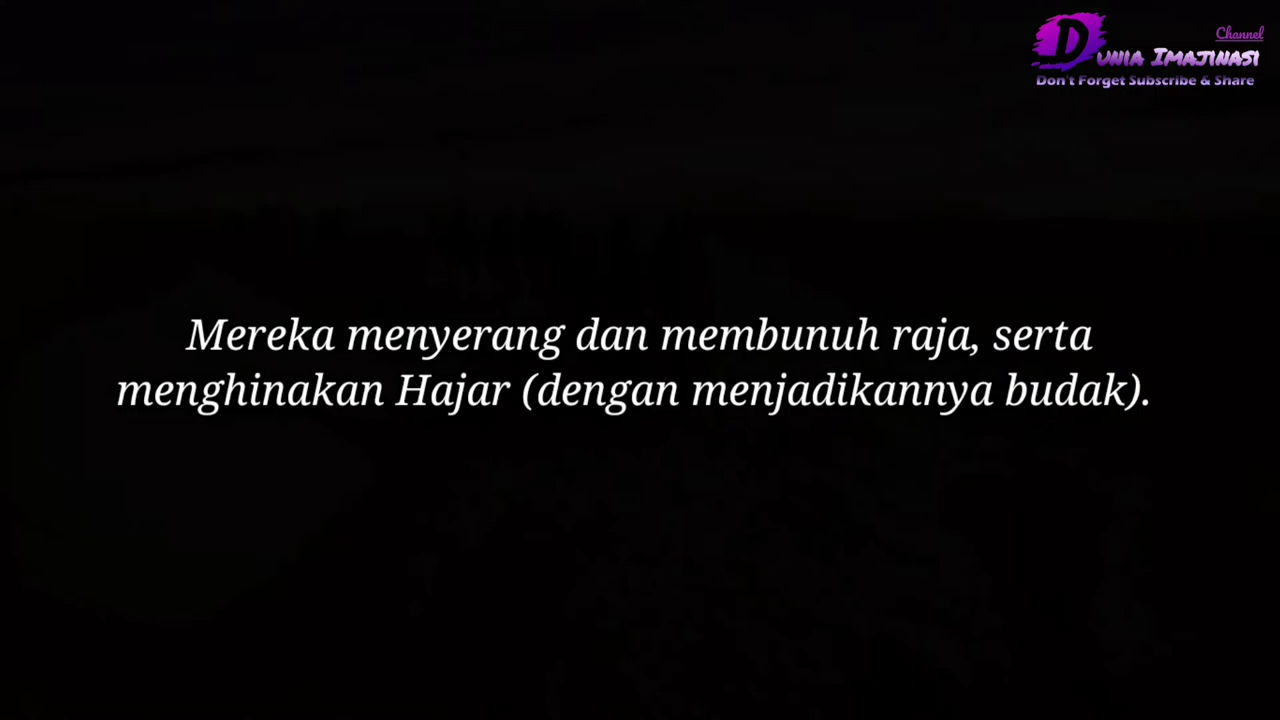 Channel
Dunia Imajinasi
Don't Forget Subscribe & Share
Mereka menyerang dan membunuh raja, serta
menghinakan Hajar (dengan menjadikannya budak).